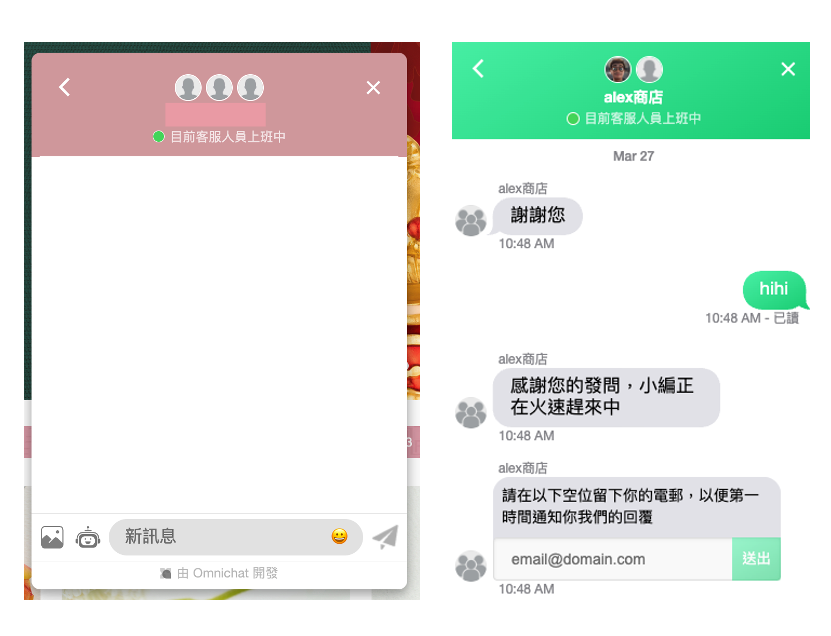 目前客服人員上班中
3
新訊息
由 Omnichat 開發
alex商店
目前客服人員上班中
Mar 27
alex商店
謝謝您
10:48 AM
hihi
10:48 AM - 已讀
alex商店
感謝您的發問，小編正
在火速趕來中
10:48 AM
alex商店
請在以下空位留下你的電郵，以便第一
時間通知你我們的回覆
email@domain.com
送出
10:48 AM